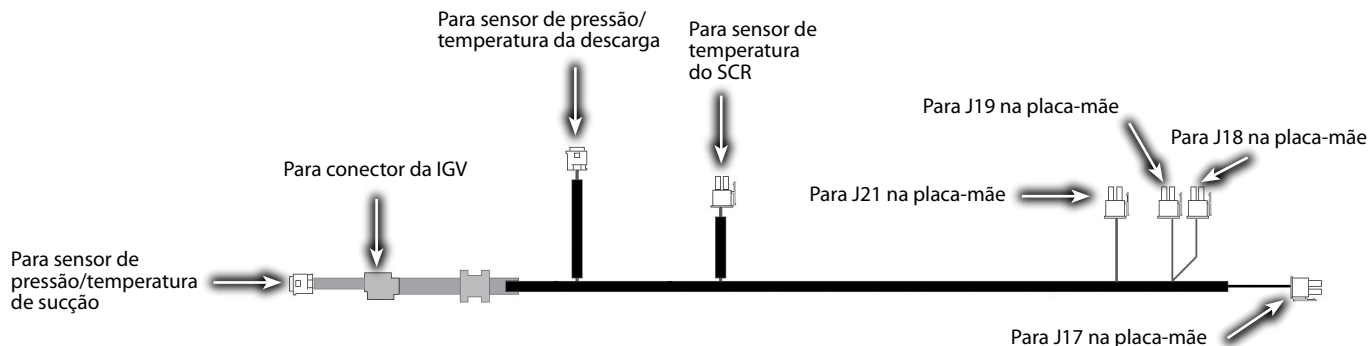 Para sensor de pressão/
temperatura da descarga
Para sensor de
temperatura
do SCR
Para J19 na placa-mãe
Para J18 na placa-mãe
Para conector da IGV
Para J21 na placa-mãe
Para sensor de
pressão/temperatura
de sucção
Para J17 na placa-mãe